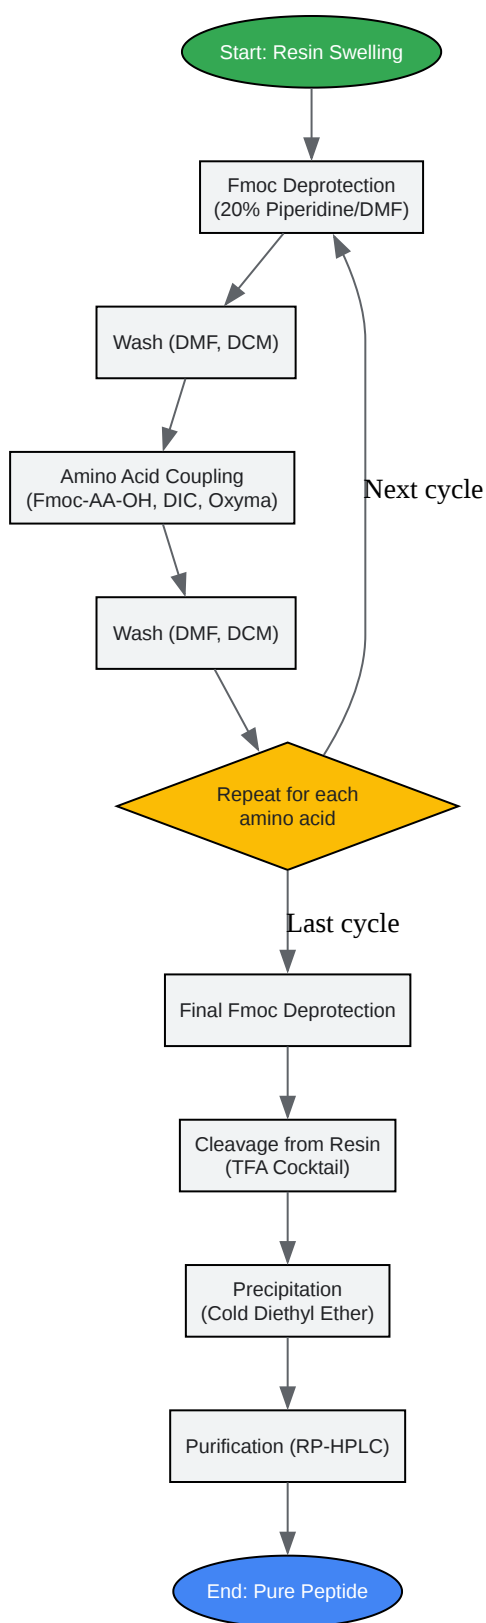 Start: Resin Swelling
Fmoc Deprotection
(20% Piperidine/DMF)
Wash (DMF, DCM)
Amino Acid Coupling
(Fmoc-AA-OH, DIC, Oxyma)
Next cycle
Wash (DMF, DCM)
Repeat for each
amino acid
Last cycle
Final Fmoc Deprotection
Cleavage from Resin
(TFA Cocktail)
Precipitation
(Cold Diethyl Ether)
Purification (RP-HPLC)
End: Pure Peptide